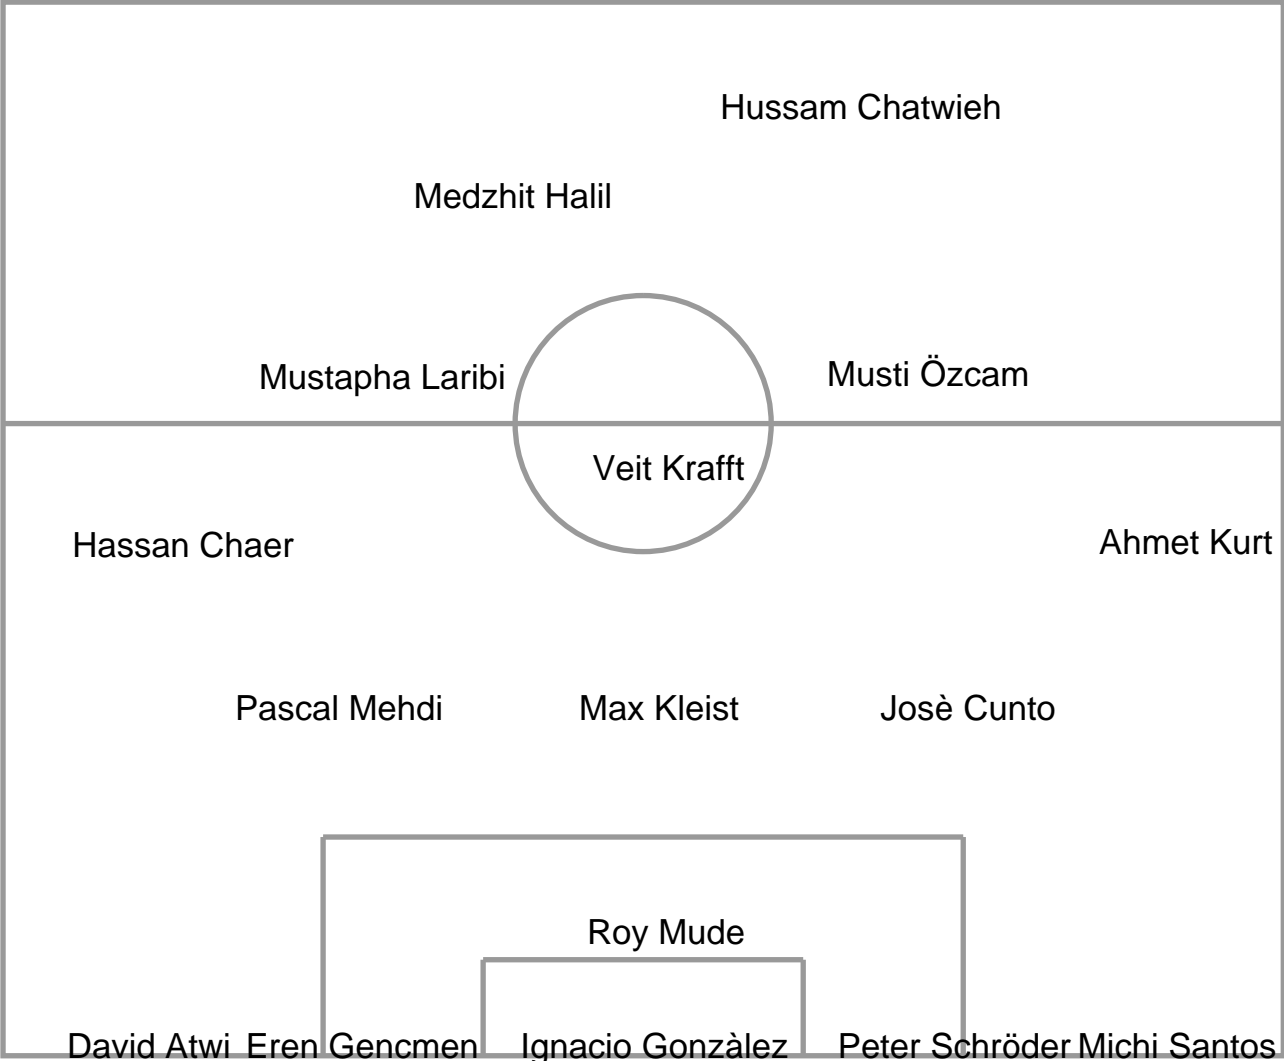 Hussam Chatwieh
Medzhit Halil
Mustapha Laribi Musti Özcam
Veit Krafft
Hassan Chaer Ahmet Kurt
Pascal Mehdi Max Kleist Josè Cunto
Roy Mude
David Atwi Eren Gencmen Ignacio Gonzàlez Peter Schröder Michi Santos